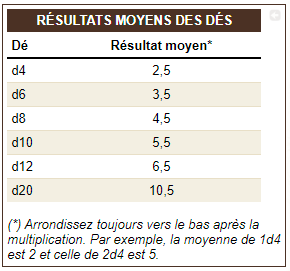 RÉSULTATS MOYENS DES DÉS
Dé Résultat moyen*
d4 2,5
d6 3,5
d8 4,5
d10 5,5
d12 6,5
d20 10,5
(*) Arrondissez toujours vers le bas après la
multiplication. Par exemple, la moyenne de 1d4
est 2 et celle de 2d4 est 5.